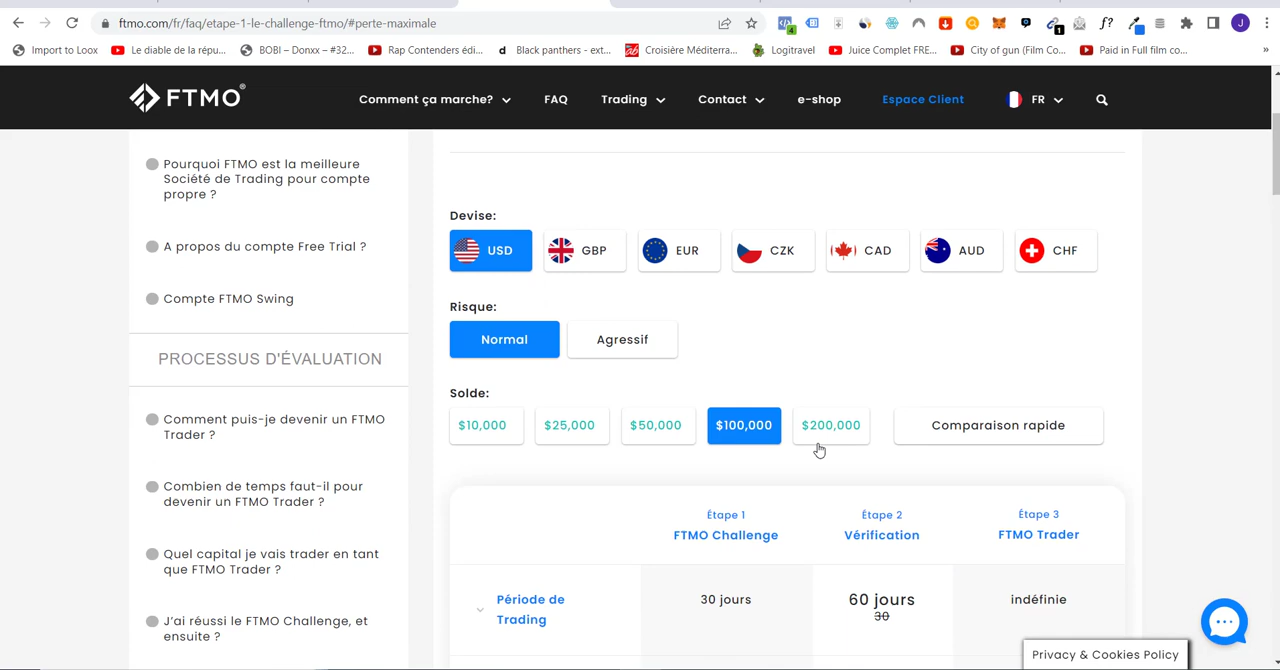 ftmo.com/fr/faq/etape-1-le-challenge-ftmo/#perte-maximale
4
1
J
Import to Loox
Le diable de la répu...
BOBI – Donxx – #32...
Rap Contenders édi...
d Black panthers - ext...
ab Croisière Méditerra...
Logitravel
Juice Complet FRE...
City of gun (Film Co...
Paid in Full film co...
»
FTMO®
Comment ça marche?
FAQ
Trading
Contact
e-shop
Espace Client
FR
Pourquoi FTMO est la meilleure
Société de Trading pour compte
propre ?
A propos du compte Free Trial ?
Compte FTMO Swing
PROCESSUS D'ÉVALUATION
Comment puis-je devenir un FTMO
Trader ?
Combien de temps faut-il pour
devenir un FTMO Trader ?
Quel capital je vais trader en tant
que FTMO Trader ?
J'ai réussi le FTMO Challenge, et
ensuite ?
Devise:
USD
GBP
EUR
CZK
CAD
AUD
CHF
Risque:
Normal
Agressif
Solde:
$10,000
$25,000
$50,000
$100,000
$200,000
Comparaison rapide
Étape 1
FTMO Challenge
Étape 2
Vérification
Étape 3
FTMO Trader
Période de
Trading
30 jours
60 jours
30
indéfinie
Privacy & Cookies Policy